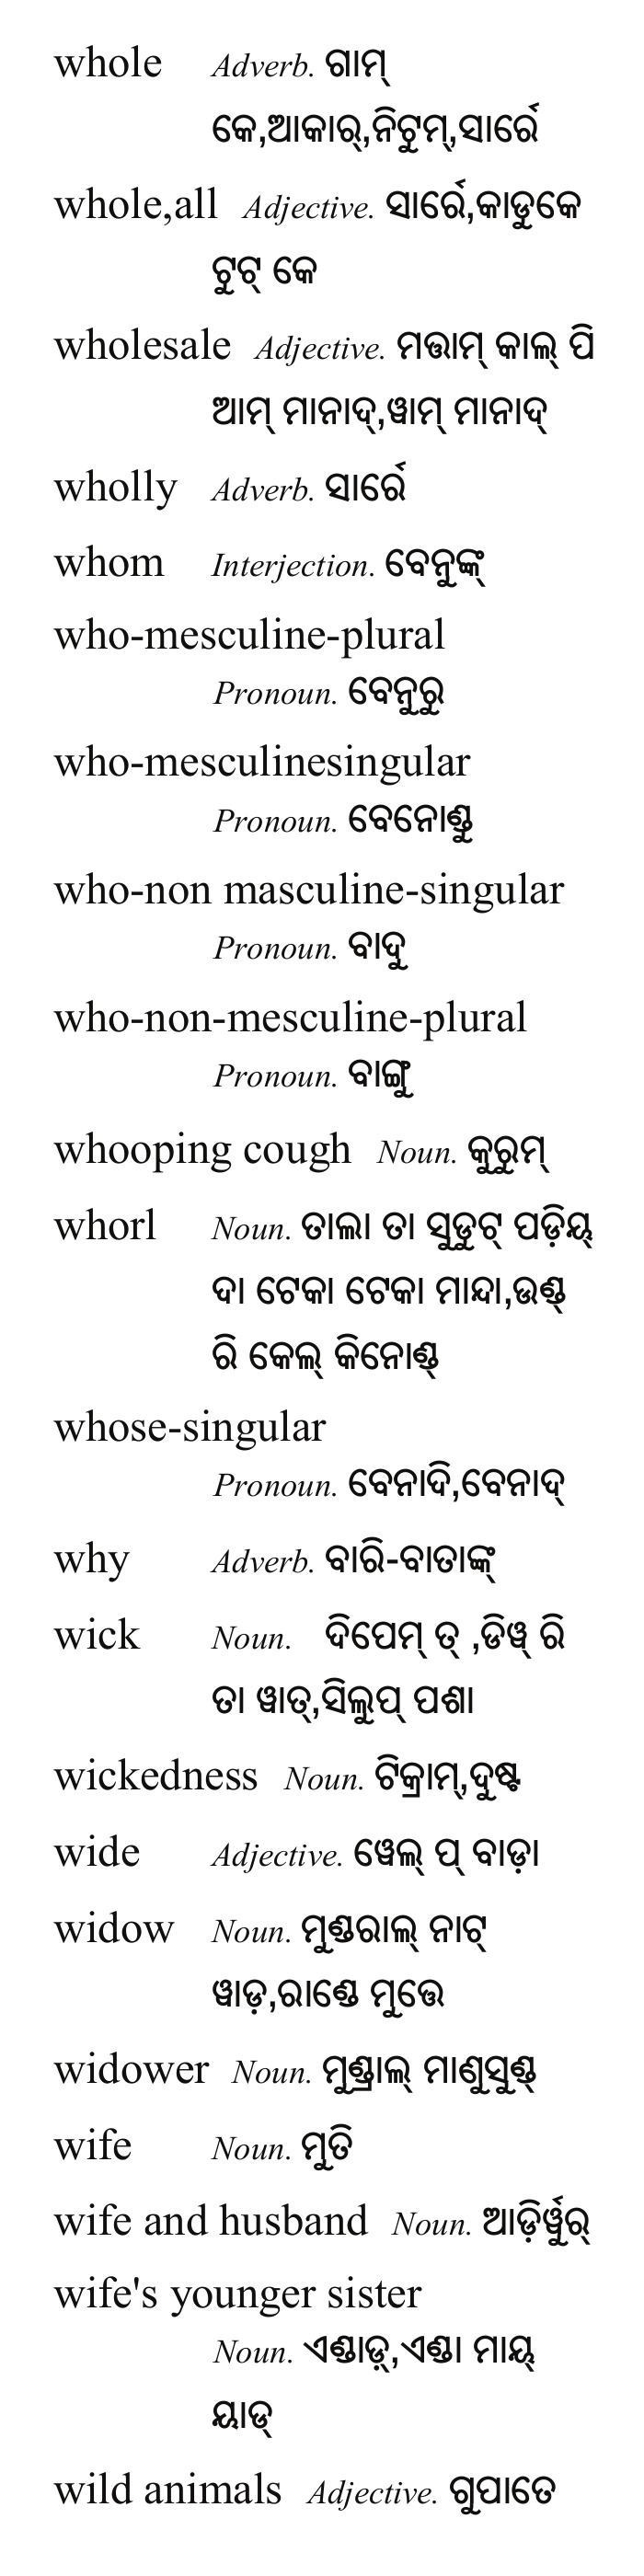 whole Adverb. ଗାମ୍
କେ,ଆକାର୍,ନିଟୁମ୍,ସାର୍ରେ
whole,all Adjective. ସାର୍ରେ,କାଡୁକେ
ଟୁଟ୍ କେ
wholesale Adjective. ମତ୍ତାମ୍ କାଲ୍ ପି
ଆମ୍ ମାନାଦ୍,ୱାମ୍ ମାନାଦ୍
wholly Adverb. ସାର୍ରେ
whom Interjection. ବେନୁଙ୍କ୍
who-mesculine-plural
Pronoun. ବେନୁରୁ
who-mesculinesingular
Pronoun. ବେନୋଣ୍ଡୁ
who-non masculine-singular
Pronoun. ବାଦୁ
who-non-mesculine-plural
Pronoun. ବାଙ୍ଗୁ
whooping cough Noun. କୁରୁମ୍
whorl Noun. ତାଲା ତା ସୁଡୁଟ୍ ପଡ଼ିୟ୍
ଦା ଟେକା ଟେକା ମାନ୍ଦା,ଉଣ୍ଡ୍
ରି କେଲ୍ କିନୋଣ୍ଡ୍
whose-singular
Pronoun. ବେନାଦି,ବେନାଦ୍
why Adverb. ବାରି-ବାତାଙ୍କ୍
wick Noun. ଦିପେମ୍ ତ୍ ,ଡିୱ୍ ରି
ତା ୱାତ୍,ସିଲୁପ୍ ପଶା
wickedness Noun. ଟିକ୍ରାମ୍,ଦୁଷ୍ଟ
wide Adjective. ୱେଲ୍ ପ୍ ବାଡ଼ା
widow Noun. ମୁଣ୍ଡରାଲ୍ ନାଟ୍
ୱାଡ଼,ରାଣ୍ଡେ ମୁତ୍ତେ
widower Noun. ମୁଣ୍ଡ୍ରାଲ୍ ମାଣୁସୁଣ୍ଡ୍
wife Noun. ମୁତି
wife and husband Noun. ଆଡ଼ିର୍ୱୁର୍
wife's younger sister
Noun. ଏଣ୍ଡାଡ଼୍,ଏଣ୍ଡା ମାୟ୍
ୟାଡ୍
wild animals Adjective. ଗୁପାତେ